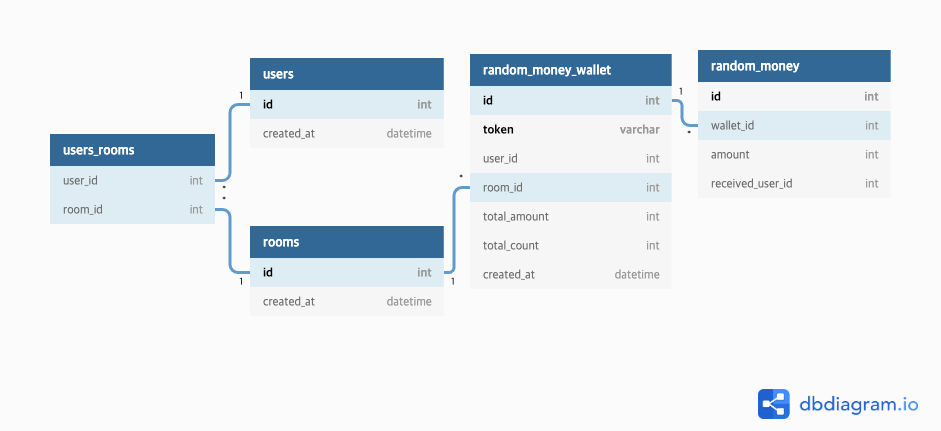 users_rooms
user_id int
room_id int
users
id int
created_at datetime
rooms
id int
created_at datetime
random_money_wallet
id int
token varchar
user_id int
room_id int
total_amount int
total_count int
created_at datetime
random_money
id int
wallet_id int
amount int
received_user_id int
1
*
*
1
1
*
1
*
dbdiagram.io